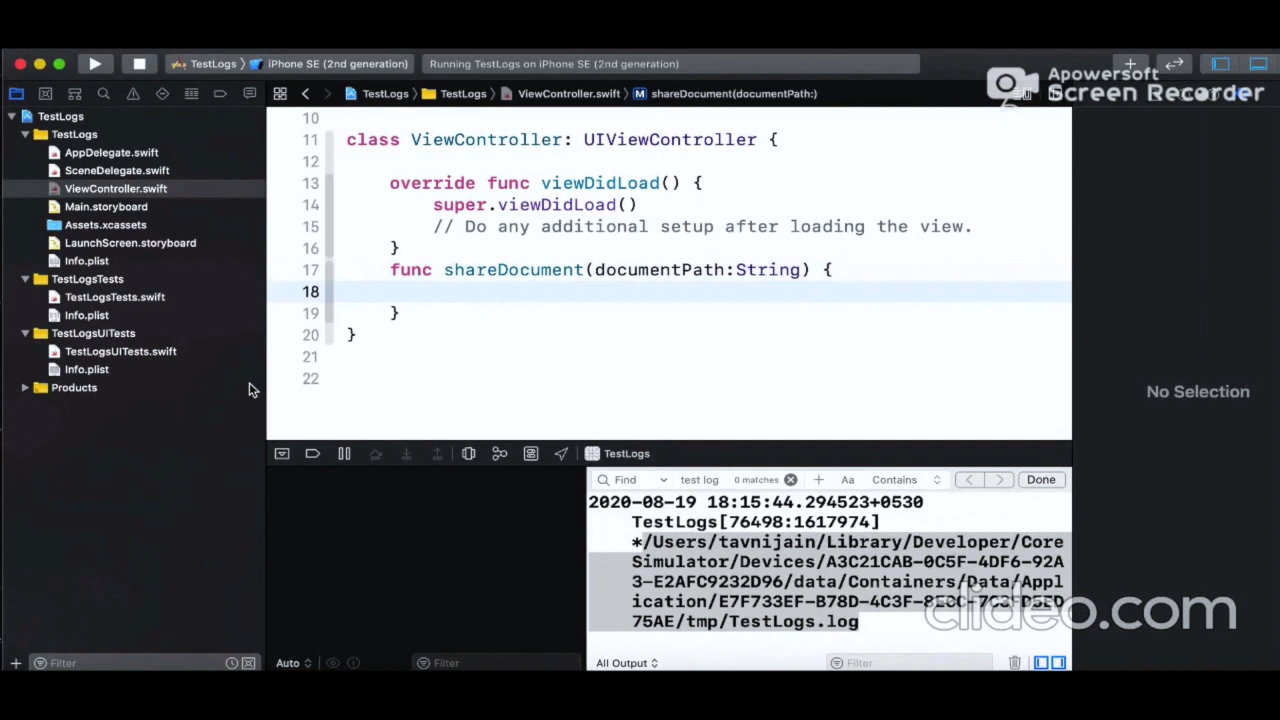 Apowersoft
Screen Recorder
TestLogs
iPhone SE (2nd generation)
Running TestLogs on iPhone SE (2nd generation)
TestLogs
TestLogs
ViewController.swift
M
shareDocument(documentPath:)
TestLogs
TestLogs
AppDelegate.swift
SceneDelegate.swift
ViewController.swift
Main.storyboard
Assets.xcassets
LaunchScreen.storyboard
Info.plist
TestLogsTests
TestLogsTests.swift
Info.plist
TestLogsUITests
TestLogsUITests.swift
Info.plist
Products
Filter
10
11 class ViewController: UIViewController {
12
13 override func viewDidLoad() {
14 super.viewDidLoad()
15 // Do any additional setup after loading the view.
16 }
17 func shareDocument(documentPath:String) {
18
19 }
20 }
21
22
No Selection
TestLogs
Find test log 0 matches Aa Contains Done
2020-08-19 18:15:44.294523+0530
TestLogs[76498:1617974]
*/Users/tavnijain/Library/Developer/Core
Simulator/Devices/A3C21CAB-0C5F-4DF6-92A
3-E2AFC9232D96/data/Containers/Data/Appl
75AE/tmp/TestLogs.log
clideo.com
Auto
Filter
All Output
Filter